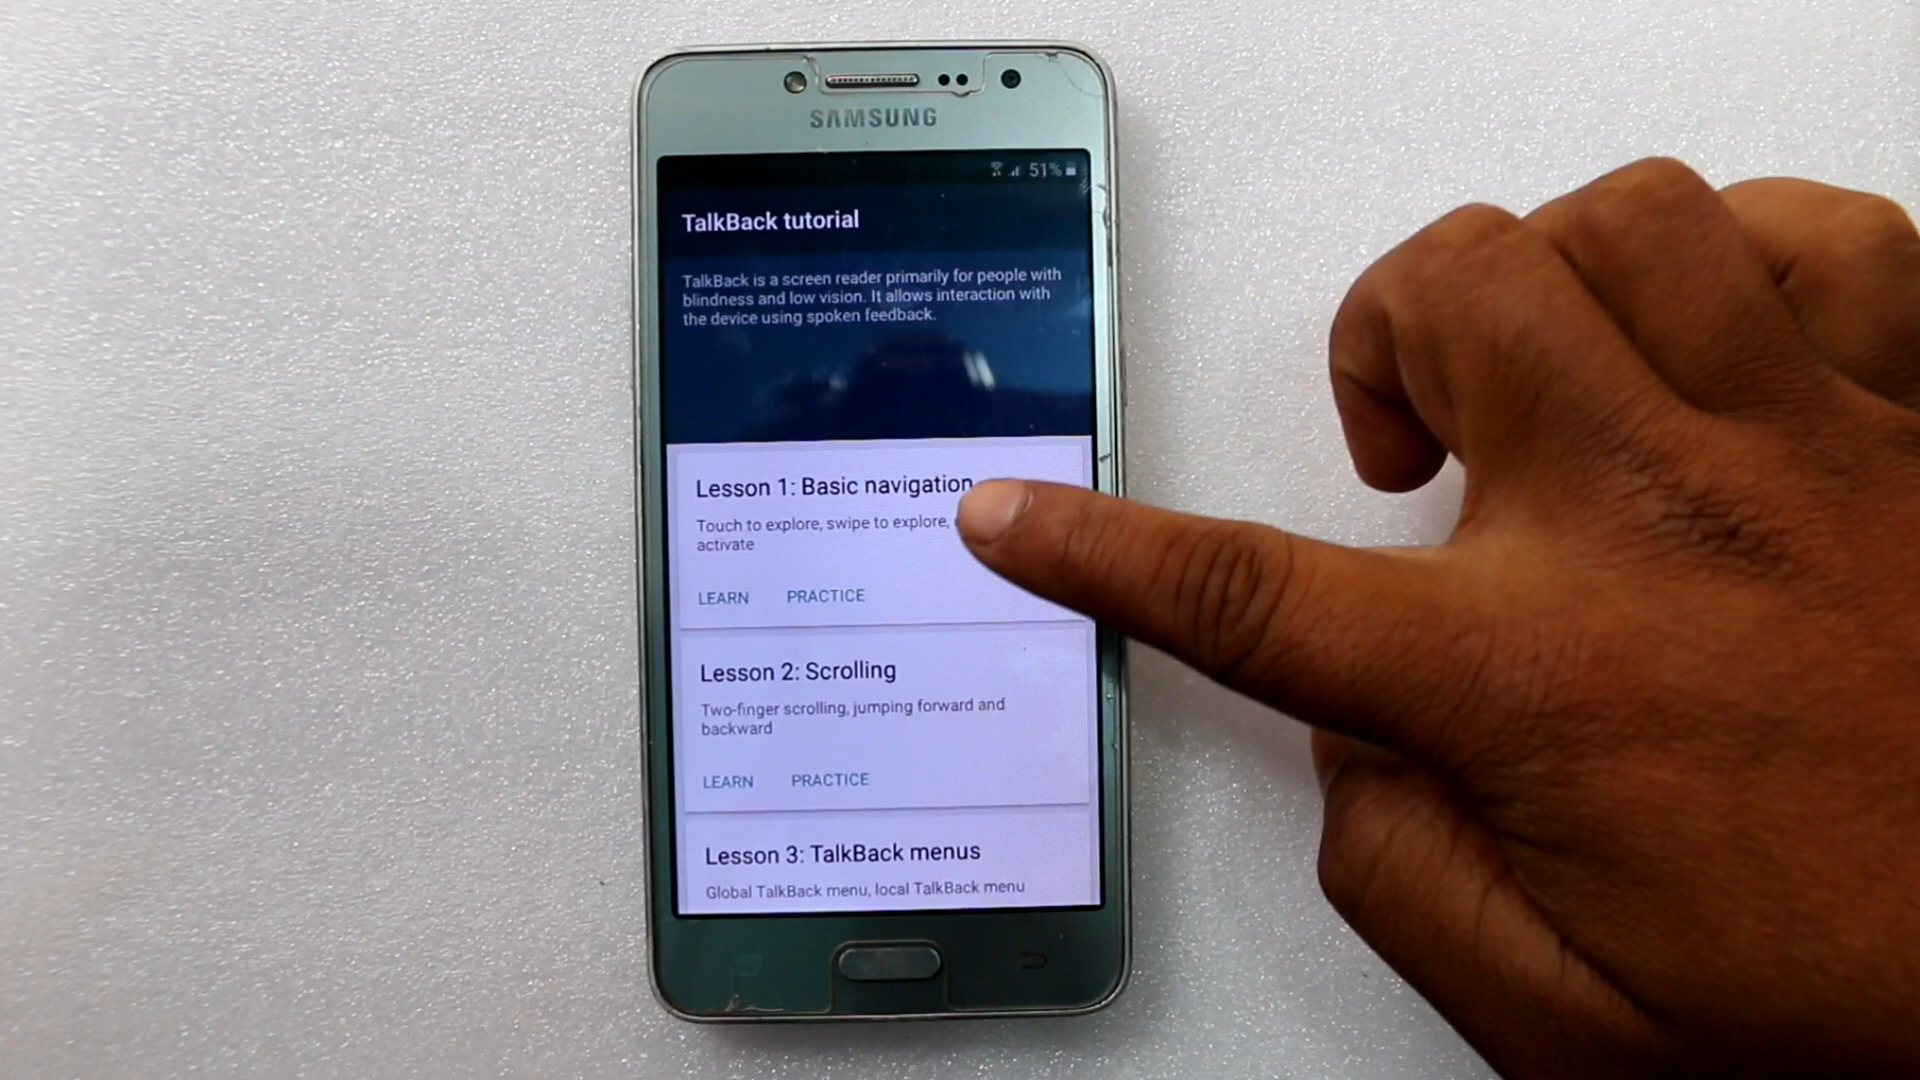 SAMSUNG
51%
TalkBack tutorial
TalkBack is a screen reader primarily for people with
blindness and low vision. It allows interaction with
the device using spoken feedback.
Lesson 1: Basic navigation
Touch to explore, swipe to explore,
activate
LEARN PRACTICE
Lesson 2: Scrolling
Two-finger scrolling, jumping forward and
backward
LEARN PRACTICE
Lesson 3: TalkBack menus
Global TalkBack menu, local TalkBack menu